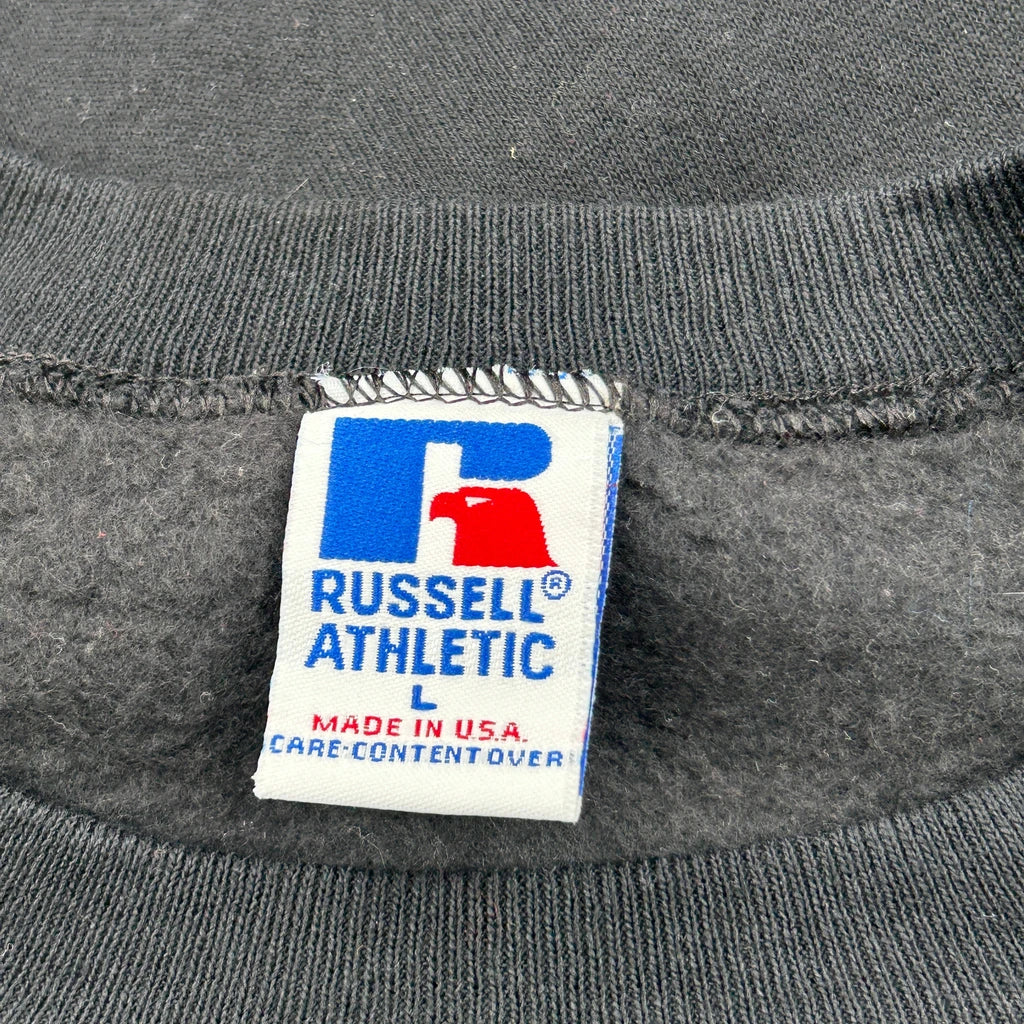 R
RUSSELL®
ATHLETIC
L
MADE IN U.S.A.
CARE-CONTENT OVER